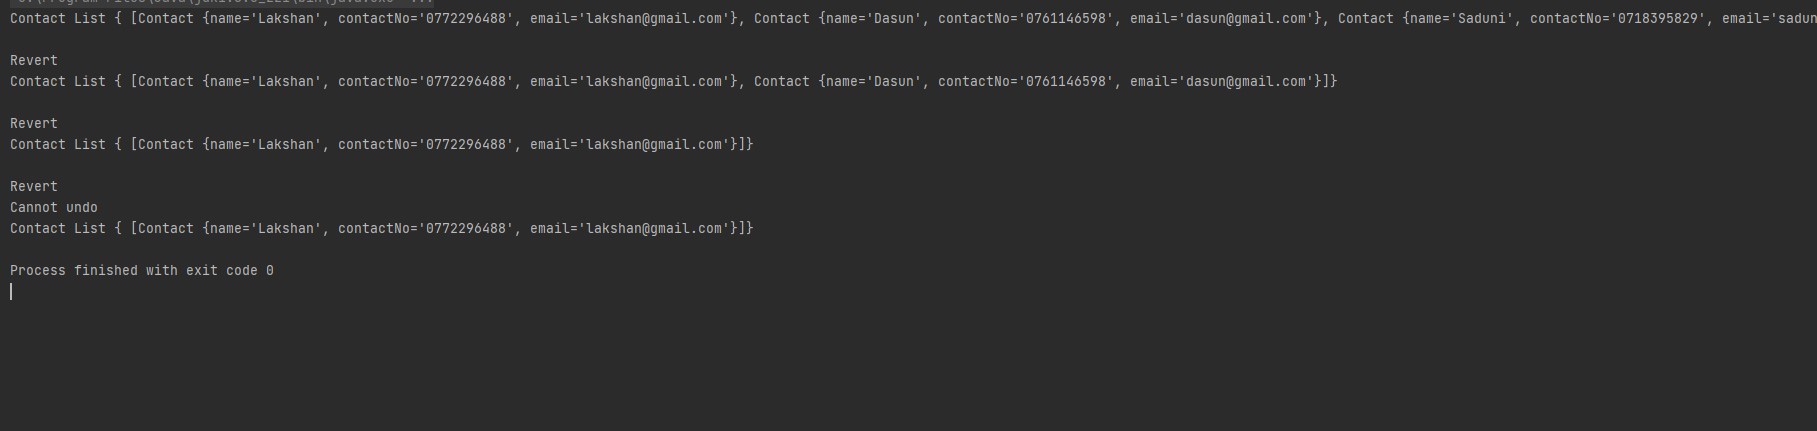 Contact List { [Contact {name='Lakshan', contactNo='0772296488', email='lakshan@gmail.com'}, Contact {name='Dasun', contactNo='0761146598', email='dasun@gmail.com'}, Contact {name='Saduni', contactNo='0718395829', email='sadun
Revert
Contact List { [Contact {name='Lakshan', contactNo='0772296488', email='lakshan@gmail.com'}, Contact {name='Dasun', contactNo='0761146598', email='dasun@gmail.com'}]}
Revert
Contact List { [Contact {name='Lakshan', contactNo='0772296488', email='lakshan@gmail.com'}]}
Revert
Cannot undo
Contact List { [Contact {name='Lakshan', contactNo='0772296488', email='lakshan@gmail.com'}]}
Process finished with exit code 0